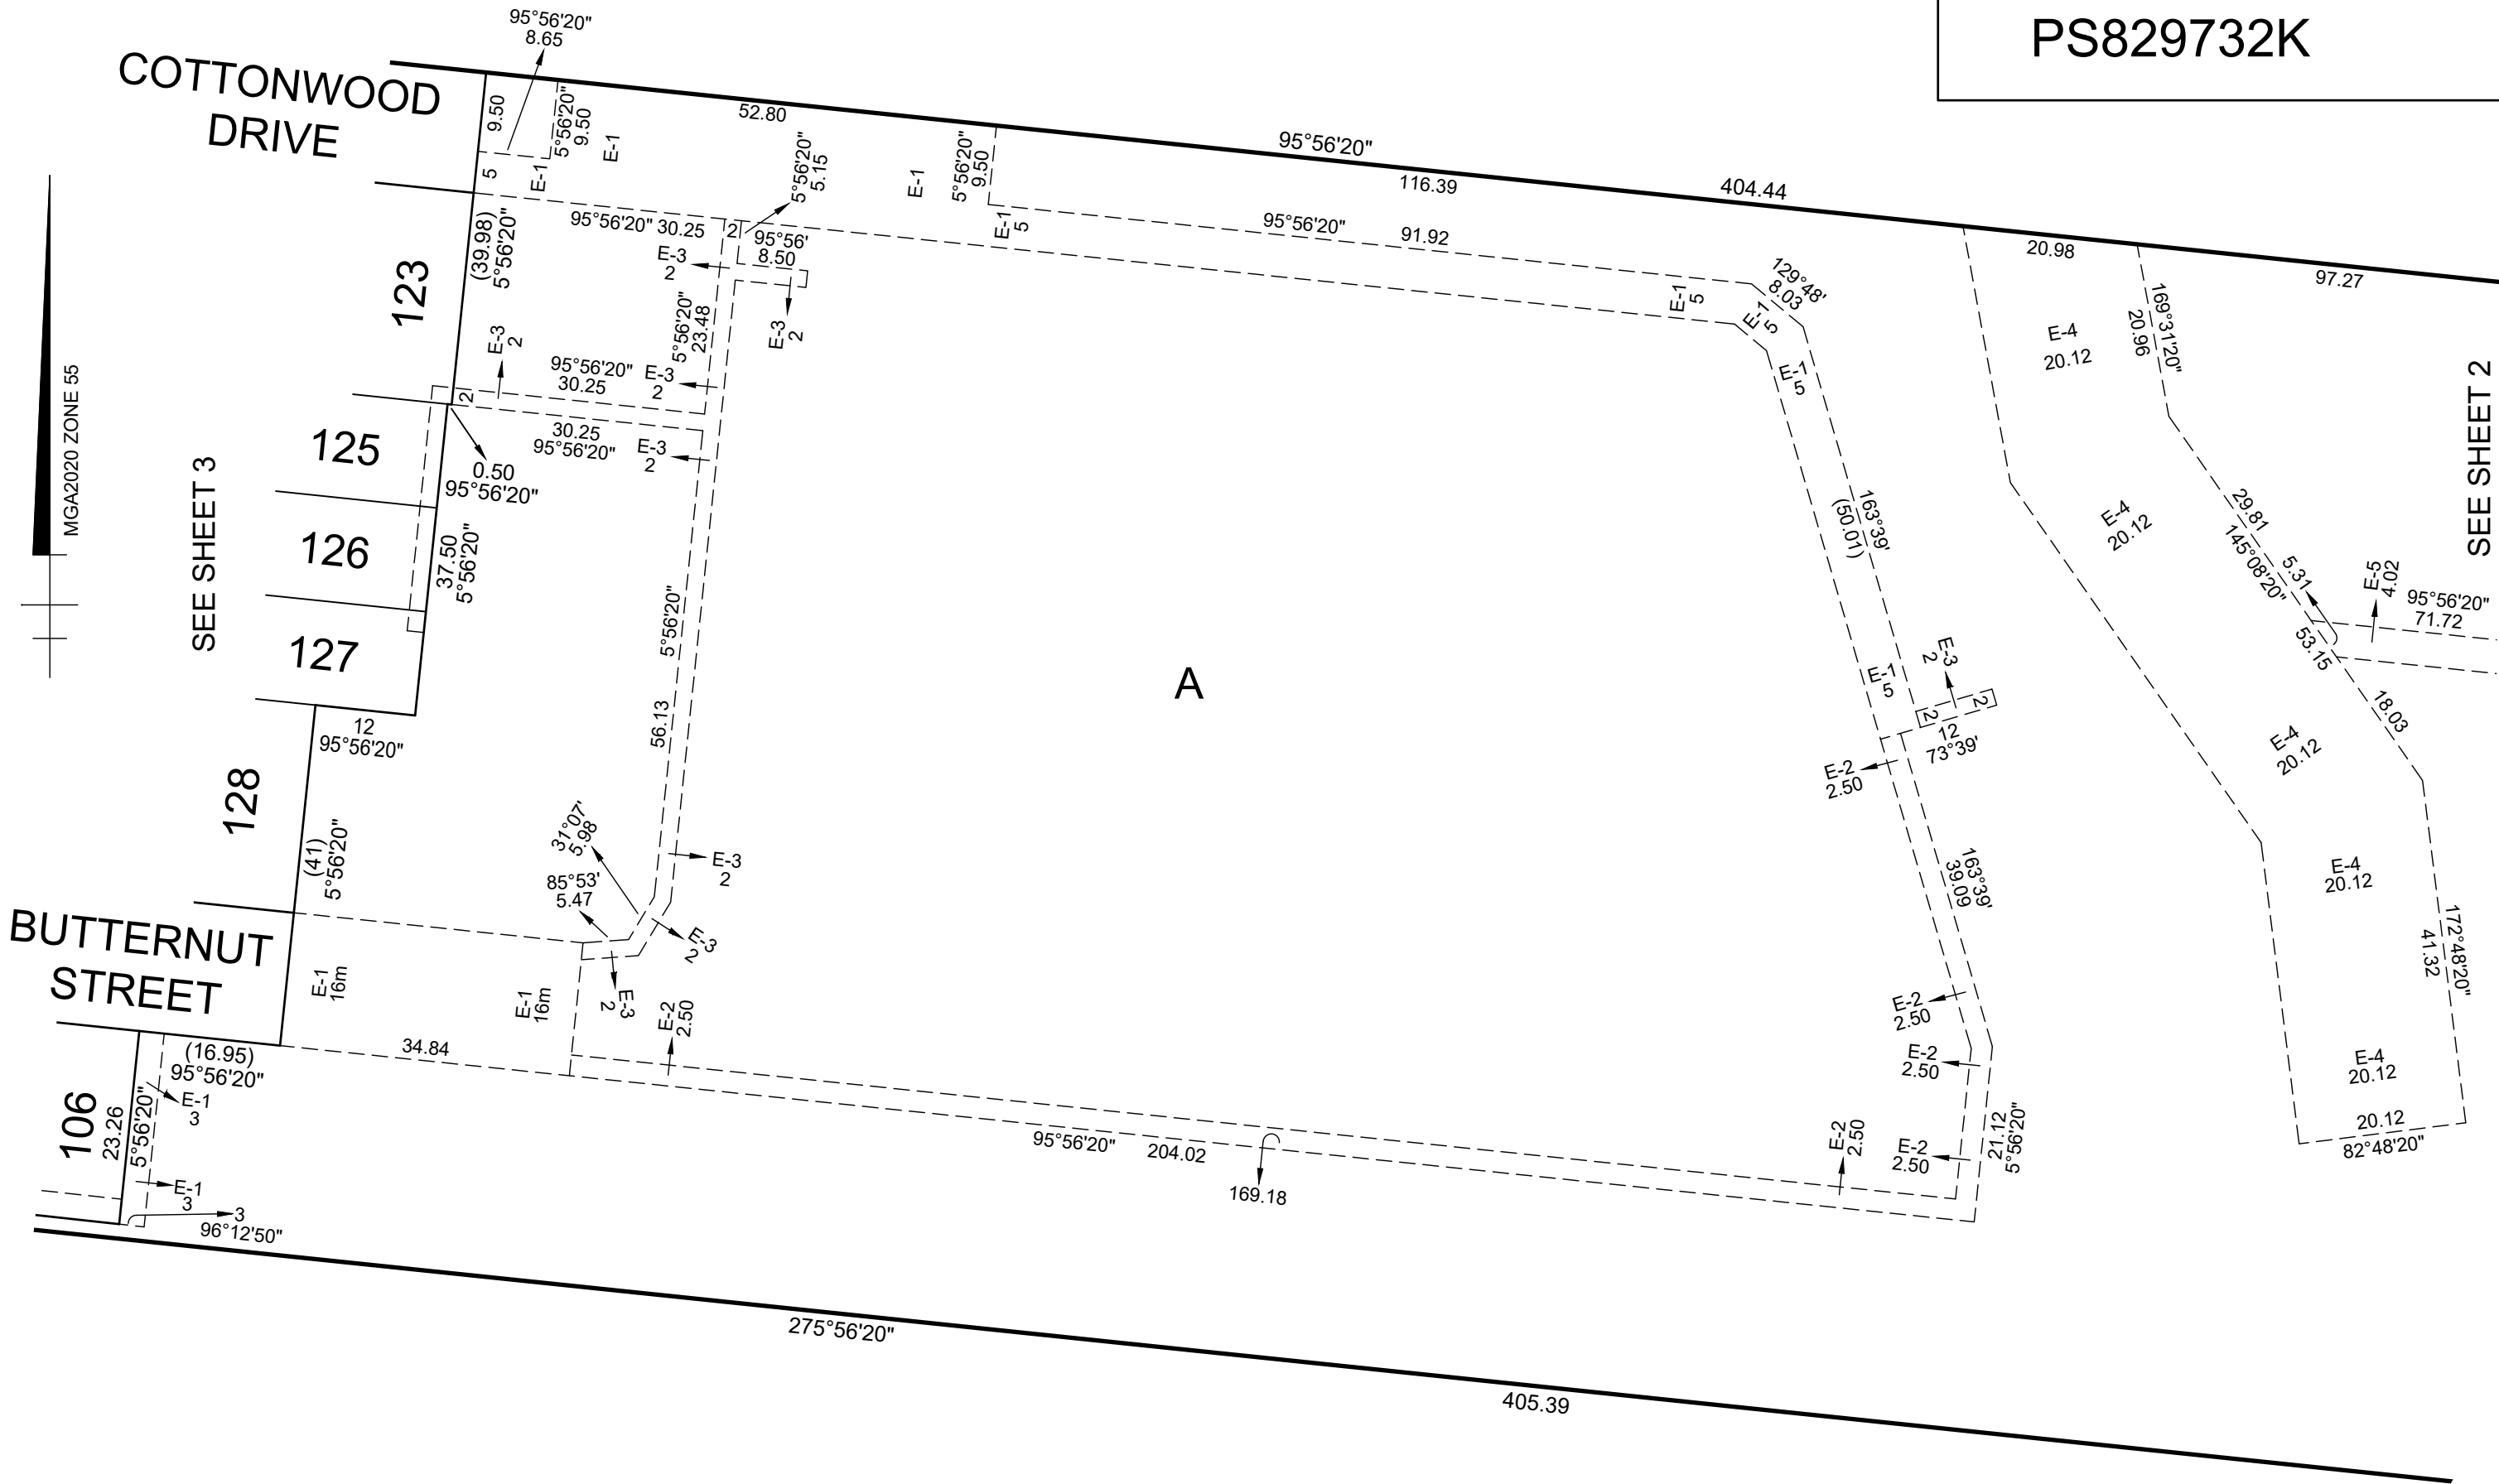 PS829732K
COTTONWOOD
DRIVE
95°56'20"
8.65
9.50
5
5°56'20"
9.50
E-1
E-1
52.80
95°56'20"
404.44
116.39
5°56'20"
5.15
E-1
5°56'20"
9.50
E-1
5
95°56'20"
91.92
95°56'20" 30.25
2
95°56'
8.50
E-3
2
E-3
2
(39.98)
5°56'20"
123
E-3
2
5°56'20"
23.48
95°56'20"
30.25
E-3
2
2
30.25
95°56'20"
E-3
2
0.50
95°56'20"
125
126
127
37.50
5°56'20"
SEE SHEET 3
MGA2020 ZONE 55
12
95°56'20"
128
(41)
5°56'20"
5°56'20"
56.13
A
E-1
5
129°48'
8.03
E-1
5
E-1
5
163°39'
(50.01)
E-1
5
E-3
2
2
2
12
73°39'
E-2
2.50
163°39'
39.09
E-2
2.50
E-2
2.50
E-2
2.50
E-2
2.50
21.12
5°56'20"
20.98
97.27
E-4
20.12
169°31'20"
20.96
SEE SHEET 2
E-4
20.12
29.81
145°08'20"
5.31
53.15
E-5
4.02
95°56'20"
71.72
18.03
E-4
20.12
E-4
20.12
172°48'20"
41.32
E-4
20.12
20.12
82°48'20"
31°07'
5.98
85°53'
5.47
E-3
2
E-3
2
E-3
2
BUTTERNUT
STREET
E-1
16m
E-1
16m
E-2
2.50
34.84
(16.95)
95°56'20"
106
23.26
5°56'20"
E-1
3
E-1
3
3
96°12'50"
95°56'20"
204.02
169.18
275°56'20"
405.39